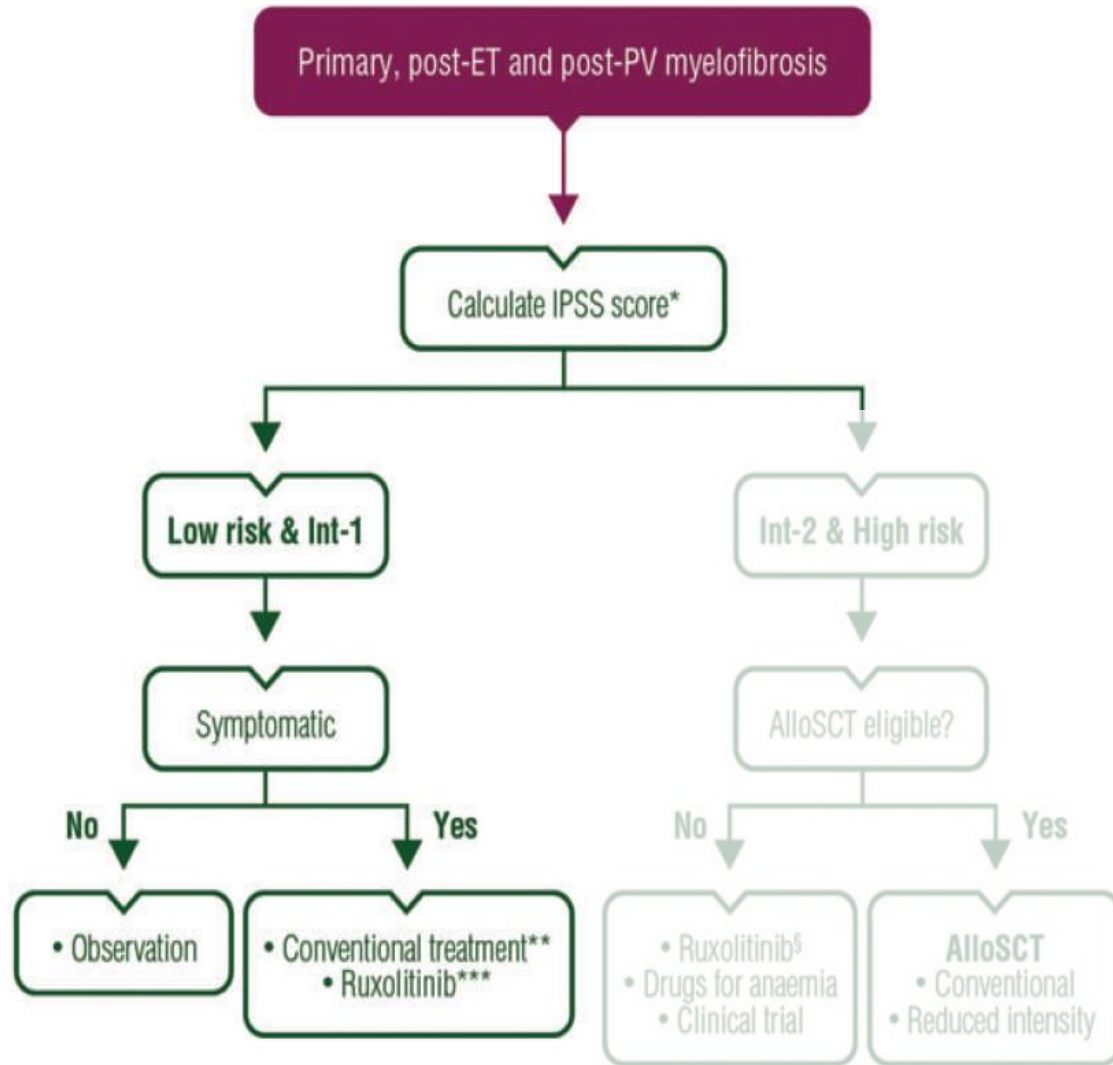 Primary, post-ET and post-PV myelofibrosis
Calculate IPSS score*
Low risk & Int-1
Int-2 & High risk
Symptomatic
AlloSCT eligible?
No
Yes
No
Yes
• Observation
• Conventional treatment**
• Ruxolitinib***
• Ruxolitinib§
• Drugs for anaemia
• Clinical trial
AlloSCT
• Conventional
• Reduced intensity